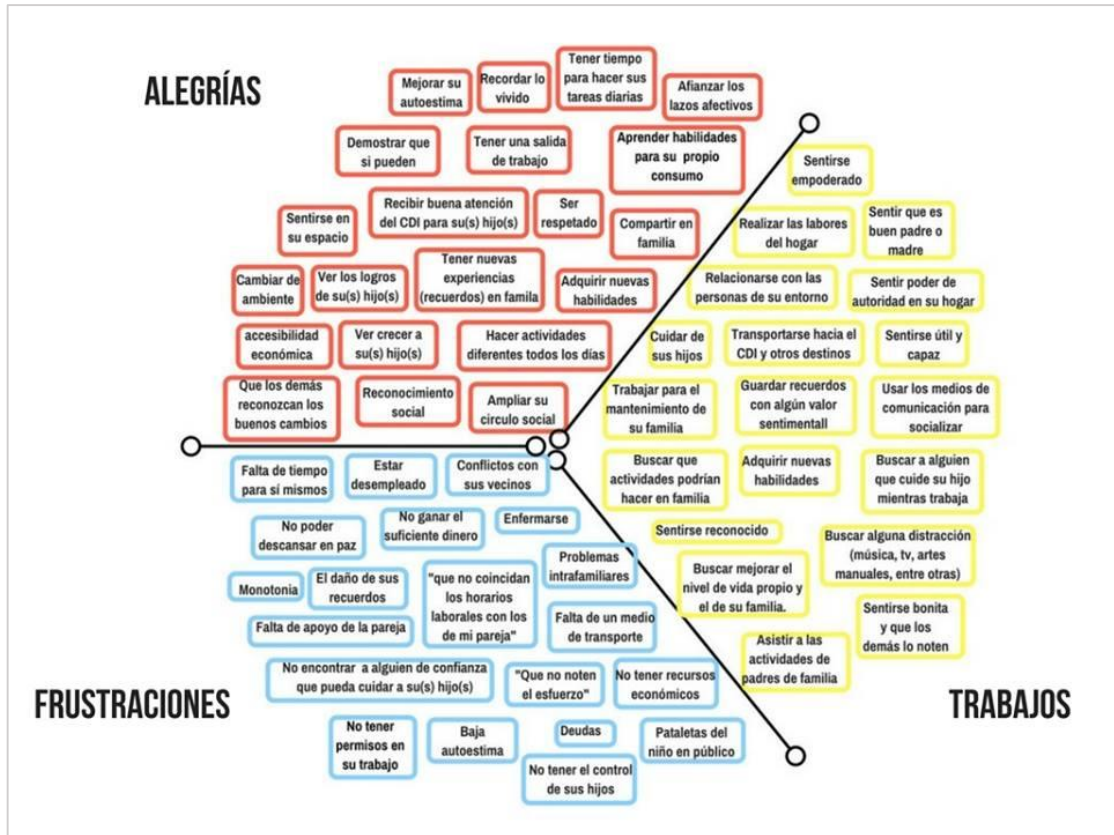 ALEGRÍAS
Mejorar su
autoestima
Recordar lo
vivido
Tener tiempo
para hacer sus
tareas diarias
Afianzar los
lazos afectivos
Demostrar que
si pueden
Tener una salida
de trabajo
Aprender habilidades
para su propio
consumo
Sentirse en
su espacio
Recibir buena atención
del CDI para su(s) hijo(s)
Ser
respetado
Compartir en
familia
Cambiar de
ambiente
Ver los logros
de su(s) hijo(s)
Tener nuevas
experiencias
(recuerdos) en famila
Adquirir nuevas
habilidades
accesibilidad
económica
Ver crecer a
su(s) hijo(s)
Hacer actividades
diferentes todos los días
Que los demás
reconozcan los
buenos cambios
Reconocimiento
social
Ampliar su
circulo social
Sentirse
empoderado
Realizar las labores
del hogar
Sentir que es
buen padre o
madre
Relacionarse con las
personas de su entorno
Sentir poder de
autoridad en su hogar
Cuidar de
sus hijos
Transportarse hacia el
CDI y otros destinos
Sentirse útil y
capaz
Trabajar para el
mantenimiento de
su familia
Guardar recuerdos
con algún valor
sentimentall
Usar los medios de
comunicación para
socializar
Buscar que
actividades podrían
hacer en familia
Adquirir nuevas
habilidades
Buscar a alguien
que cuide su hijo
mientras trabaja
Sentirse reconocido
Buscar alguna distracción
(música, tv, artes
manuales, entre otras)
Buscar mejorar el
nivel de vida propio y
el de su familia.
Sentirse bonita
y que los
demás lo noten
Asistir a las
actividades de
padres de familia
TRABAJOS
Falta de tiempo
para sí mismos
Estar
desempleado
Conflictos con
sus vecinos
No poder
descansar en paz
No ganar el
suficiente dinero
Enfermarse
Monotonia
El daño de sus
recuerdos
"que no coincidan
los horarios
laborales con los
de mi pareja"
Problemas
intrafamiliares
Falta de apoyo de la pareja
Falta de un medio
de transporte
No encontrar a alguien de confianza
que pueda cuidar a su(s) hijo(s)
"Que no noten
el esfuerzo"
No tener recursos
económicos
FRUSTRACIONES
No tener
permisos en
su trabajo
Baja
autoestima
Deudas
Pataletas del
niño en público
No tener el control
de sus hijos